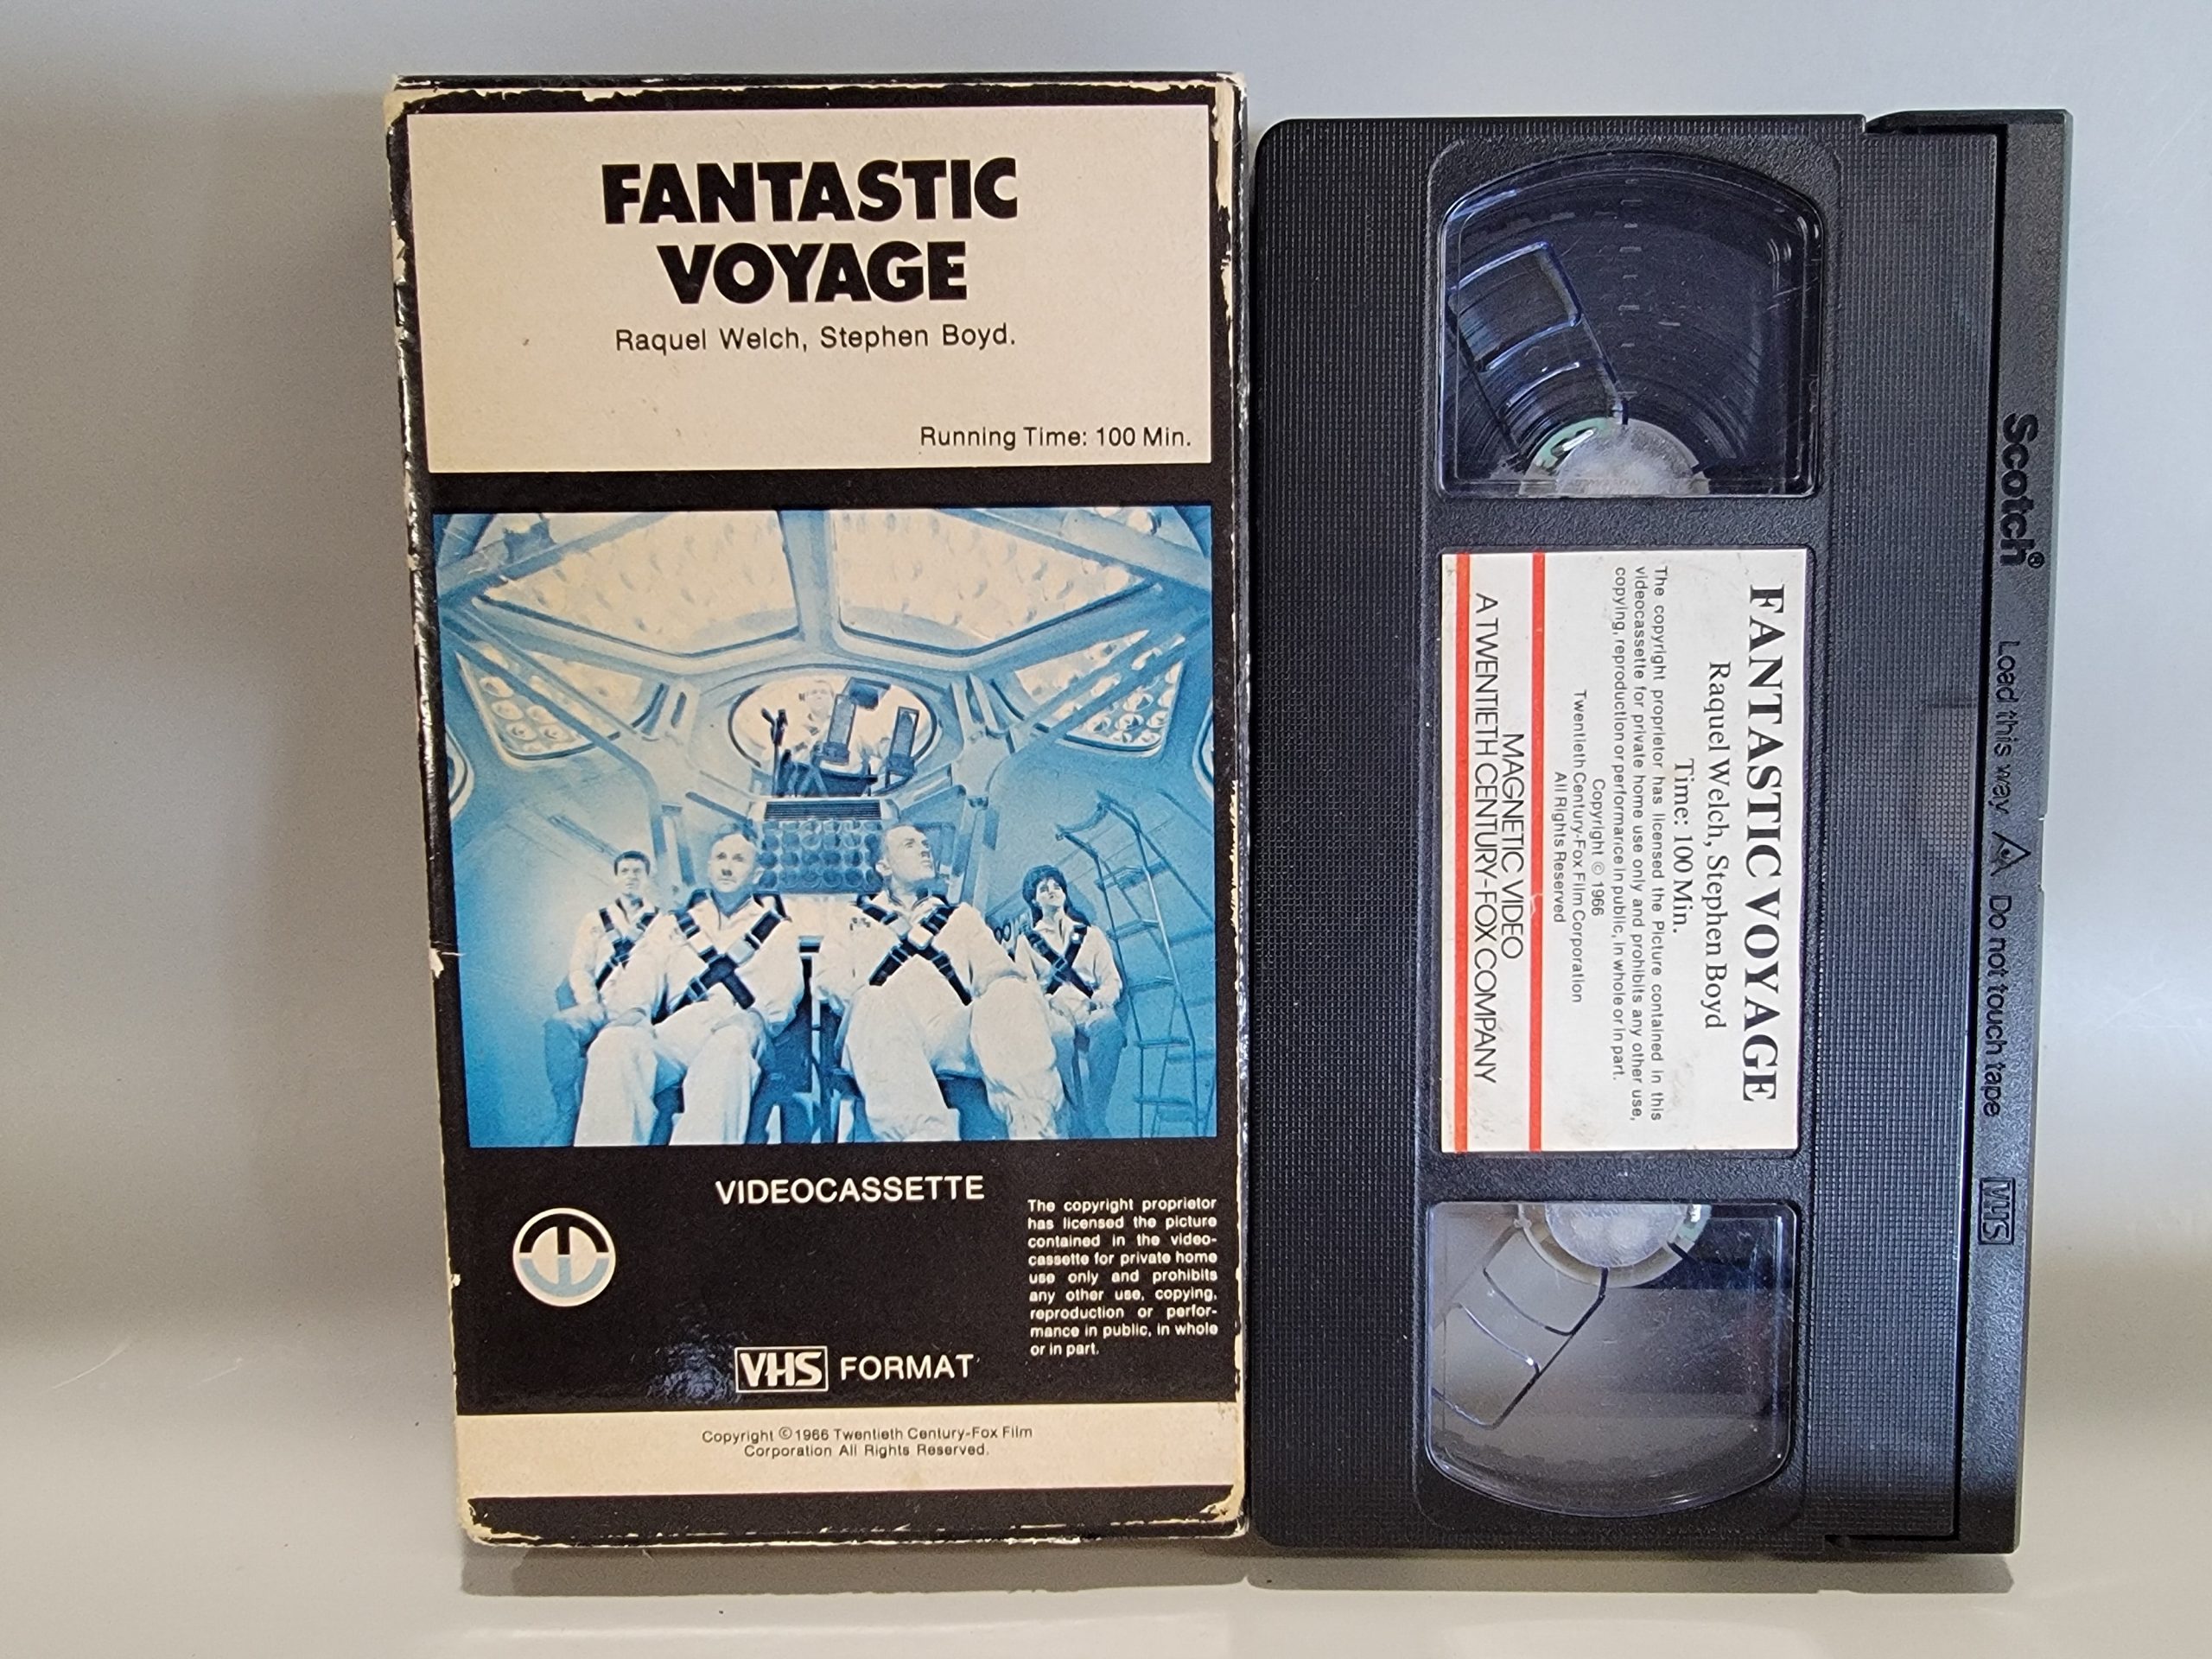 FANTASTIC
VOYAGE
Raquel Welch, Stephen Boyd.
Running Time: 100 Min.
VIDEOCASSETTE
The copyright proprietor
has licensed the picture
contained in the video-
cassette for private home
use only and prohibits
any other use, copying,
reproduction or perfor-
mance in public, in whole
or in part.
VHS FORMAT
Copyright ©1966 Twentieth Century-Fox Film
Corporation All Rights Reserved.
FANTASTIC VOYAGE
Raquel Welch, Stephen Boyd
Time: 100 Min.
The copyright proprietor has licensed the Picture contained in this
videocassette for private home use only and prohibits any other use,
copying, reproduction or performance in public, in whole or in part.
Twentieth Century-Fox Film Corporation
Copyright © 1966
All Rights Reserved
MAGNETIC VIDEO
A TWENTIETH CENTURY-FOX COMPANY
Scotch® Load this way Do not touch tape VHS